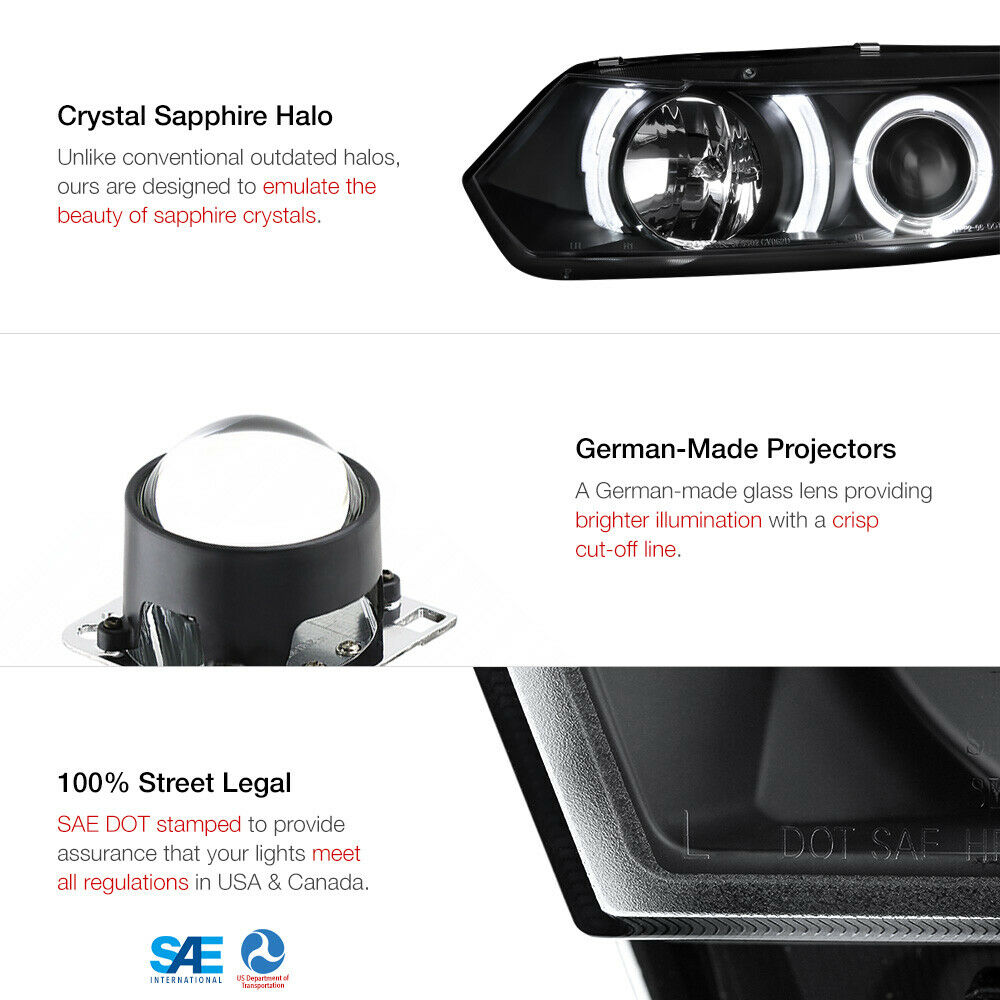 Crystal Sapphire Halo
Unlike conventional outdated halos,
ours are designed to emulate the
beauty of sapphire crystals.
LR H1
German-Made Projectors
A German-made glass lens providing
brighter illumination with a crisp
cut-off line.
100% Street Legal
SAE DOT stamped to provide
assurance that your lights meet
all regulations in USA & Canada.
L DOT SAE
SAE
INTERNATIONAL
US Department of
Transportation